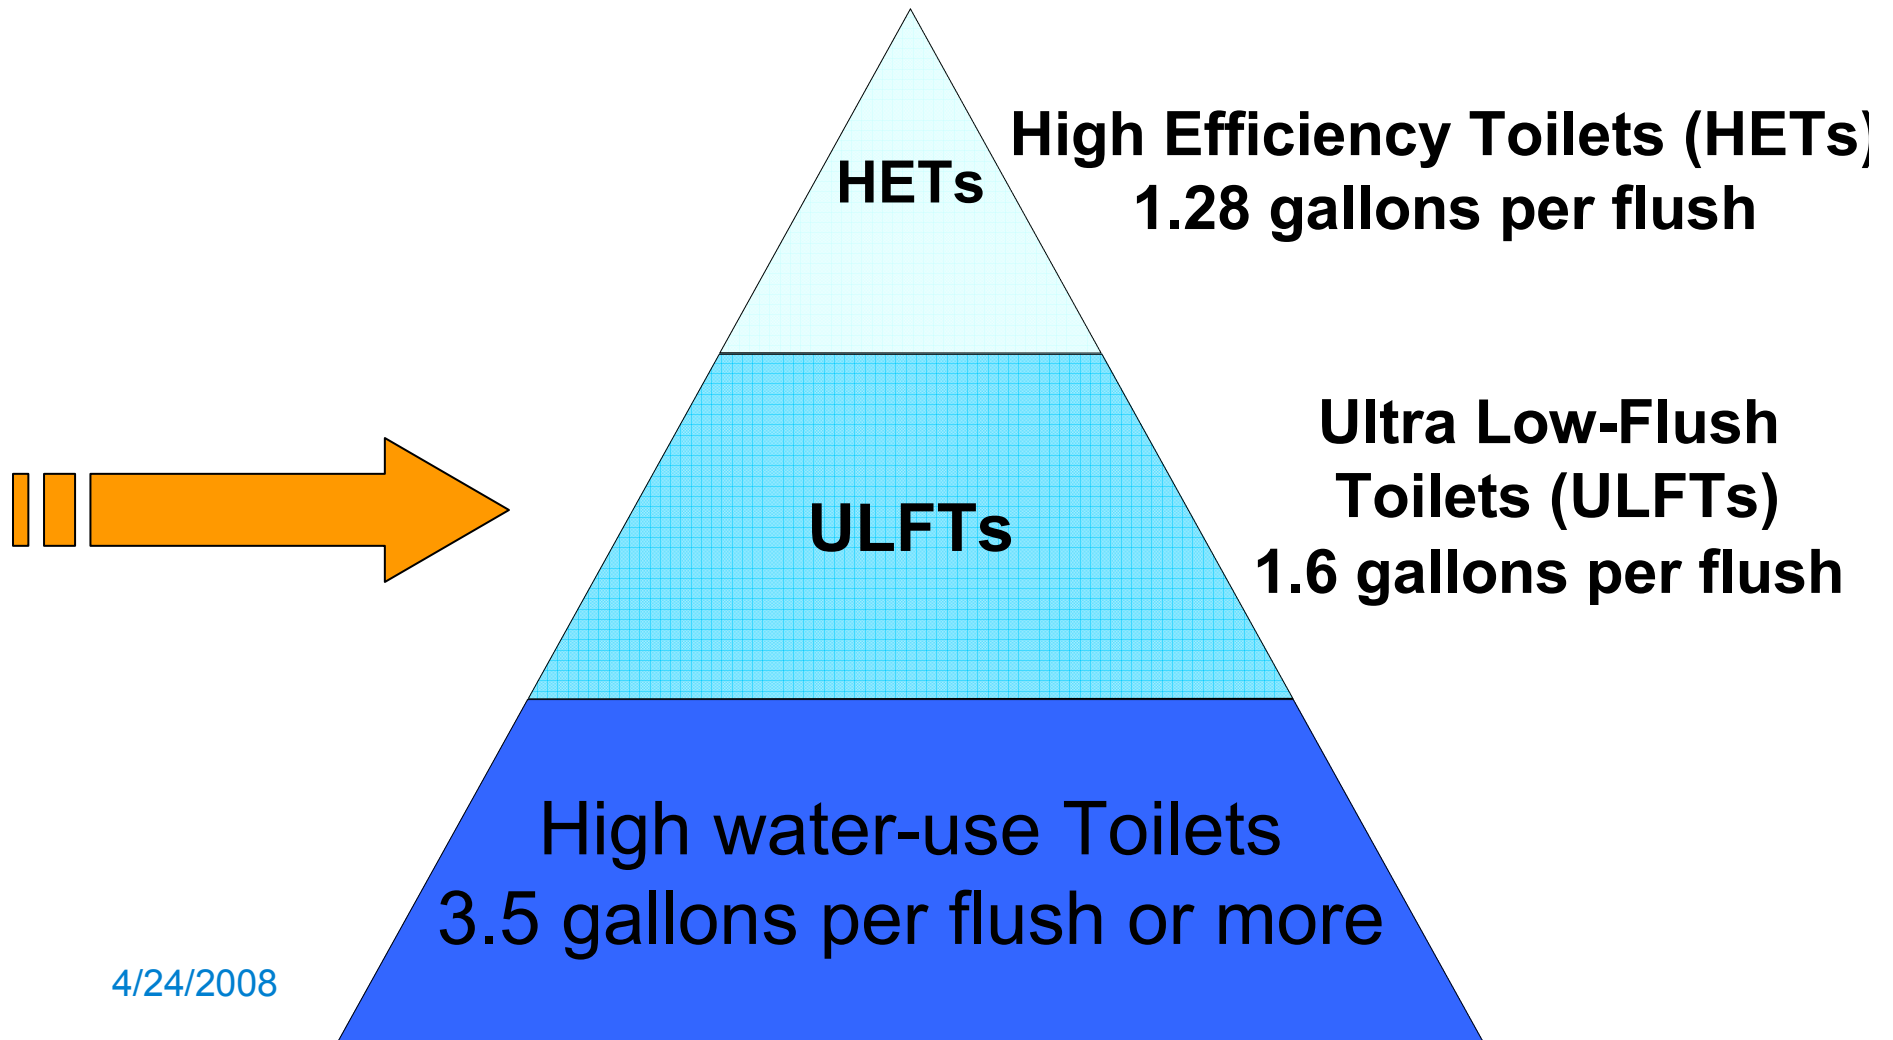 HETs
High Efficiency Toilets (HETs)
1.28 gallons per flush
ULFTs
Ultra Low-Flush
Toilets (ULFTs)
1.6 gallons per flush
High water-use Toilets
3.5 gallons per flush or more
4/24/2008